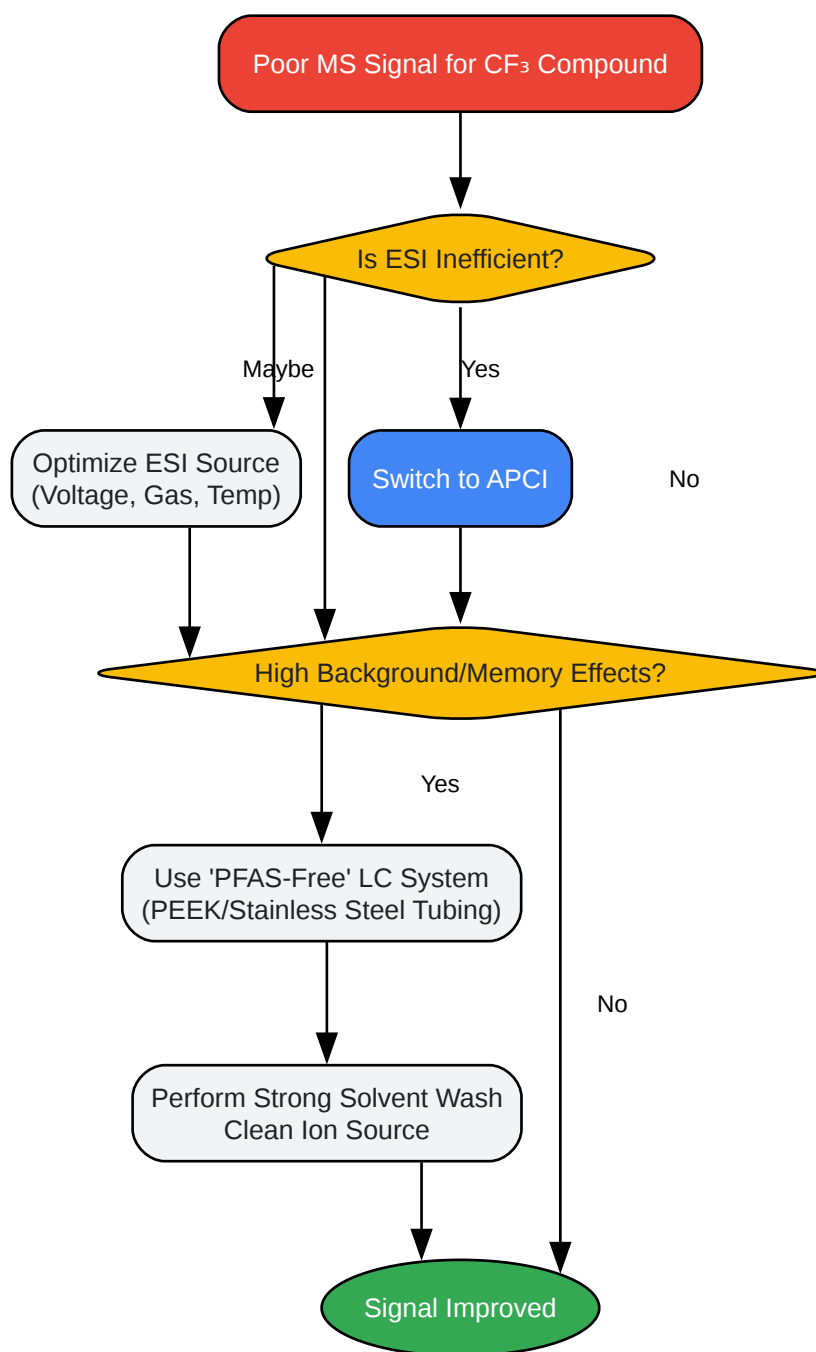 Poor MS Signal for CF₃ Compound
Is ESI Inefficient?
Maybe
Yes
Optimize ESI Source
(Voltage, Gas, Temp)
Switch to APCI
No
High Background/Memory Effects?
Yes
Use 'PFAS-Free' LC System
(PEEK/Stainless Steel Tubing)
No
Perform Strong Solvent Wash
Clean Ion Source
Signal Improved